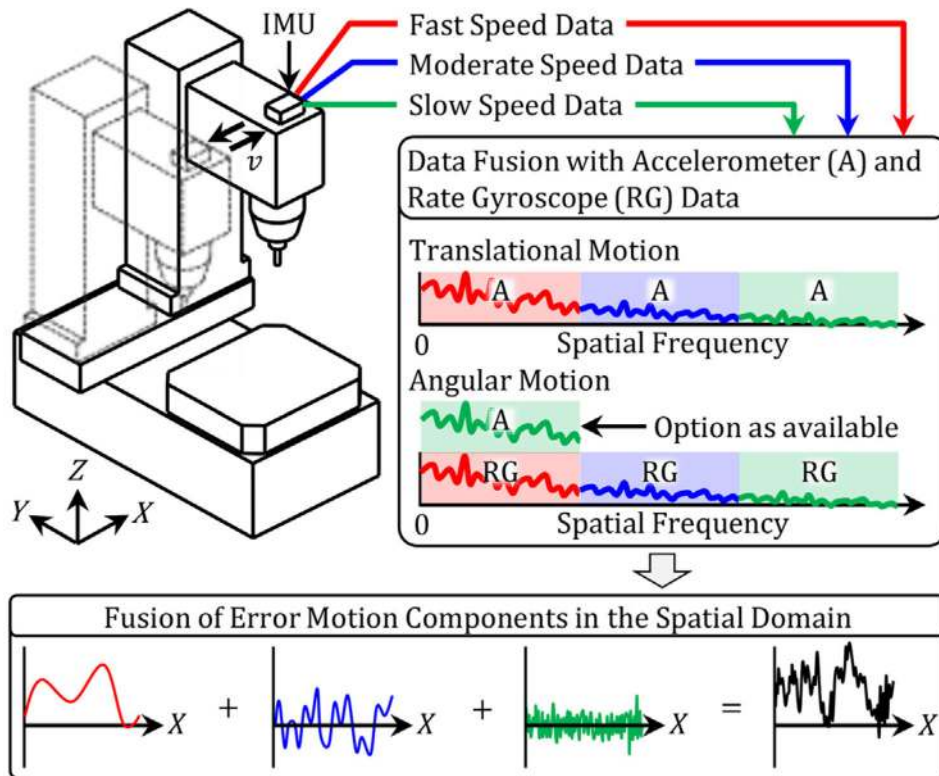 IMU
Fast Speed Data
Moderate Speed Data
Slow Speed Data
v
Data Fusion with Accelerometer (A) and
Rate Gyroscope (RG) Data
Translational Motion
A A A
0 Spatial Frequency
Angular Motion
A Option as available
RG RG RG
0 Spatial Frequency
Z
Y X
Fusion of Error Motion Components in the Spatial Domain
X + X + X = X